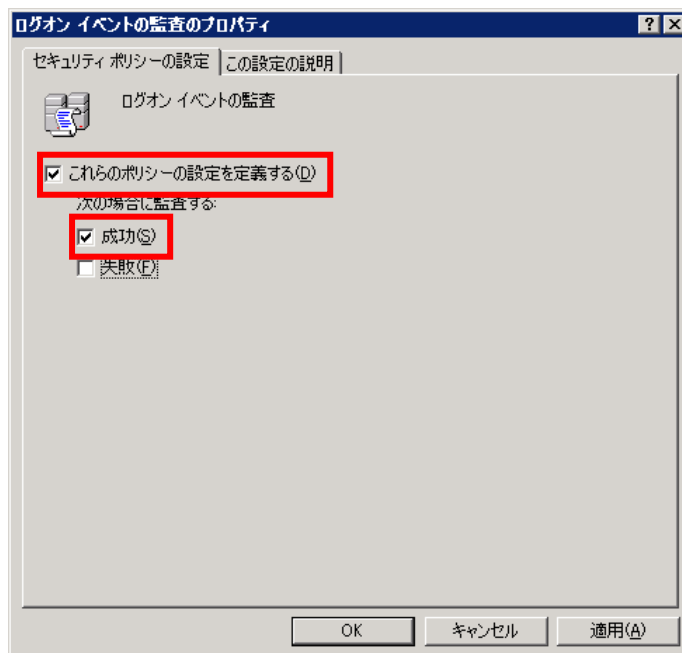 ログオン イベントの監査のプロパティ
セキュリティ ポリシーの設定 この設定の説明
ログオン イベントの監査
これらのポリシーの設定を定義する(D)
次の場合に監査する:
成功(S)
失敗(F)
OK キャンセル 適用(A)